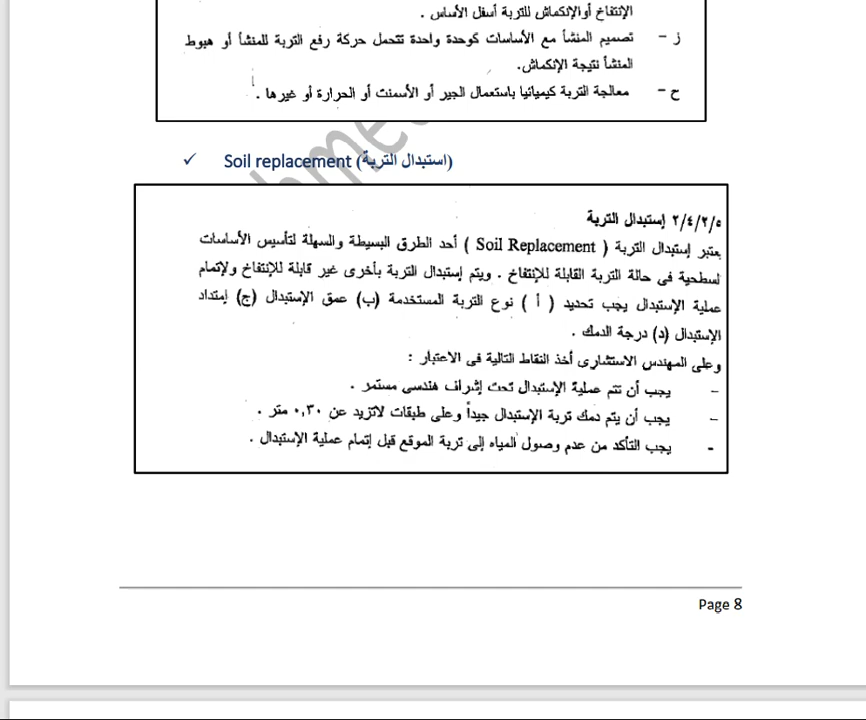 الإنتفاخ أوالإنكماش للتربة أسفل الأساس .
ز - تصميم المنشأ مع الأساسات كوحدة واحدة تتحمل حركة رفع التربة للمنشأ أو هبوط
المنشأ نتيجة الإنكماش.
ح - معالجة التربة كيميائيا باستعمال الجير أو الأسمنت أو الحرارة أو غيرها .
✓ Soil replacement (استبدال التربة)
٢/٤/٢/٥ إستبدال التربة
يعتبر إستبدال التربة ( Soil Replacement ) أحد الطرق البسيطة والسهلة لتأسيس الأساسات
لسطحية فى حالة التربة القابلة للإنتفاخ . ويتم إستبدال التربة بأخرى غير قابلة للإنتفاخ ولإتمام
عملية الإستبدال يجب تحديد ( أ ) نوع التربة المستخدمة (ب) عمق الإستبدال (ج) إمتداد
الإستبدال (د) درجة الدمك .
وعلى المهندس الاستشارى أخذ النقاط التالية فى الاعتبار :
- يجب أن تتم عملية الإستبدال تحت إشراف هندسى مستمر .
- يجب أن يتم دمك تربة الإستبدال جيداً وعلى طبقات لاتزيد عن ٠,٣٠ متر .
- يجب التأكد من عدم وصول المياه إلى تربة الموقع قبل إتمام عملية الإستبدال .
Page 8